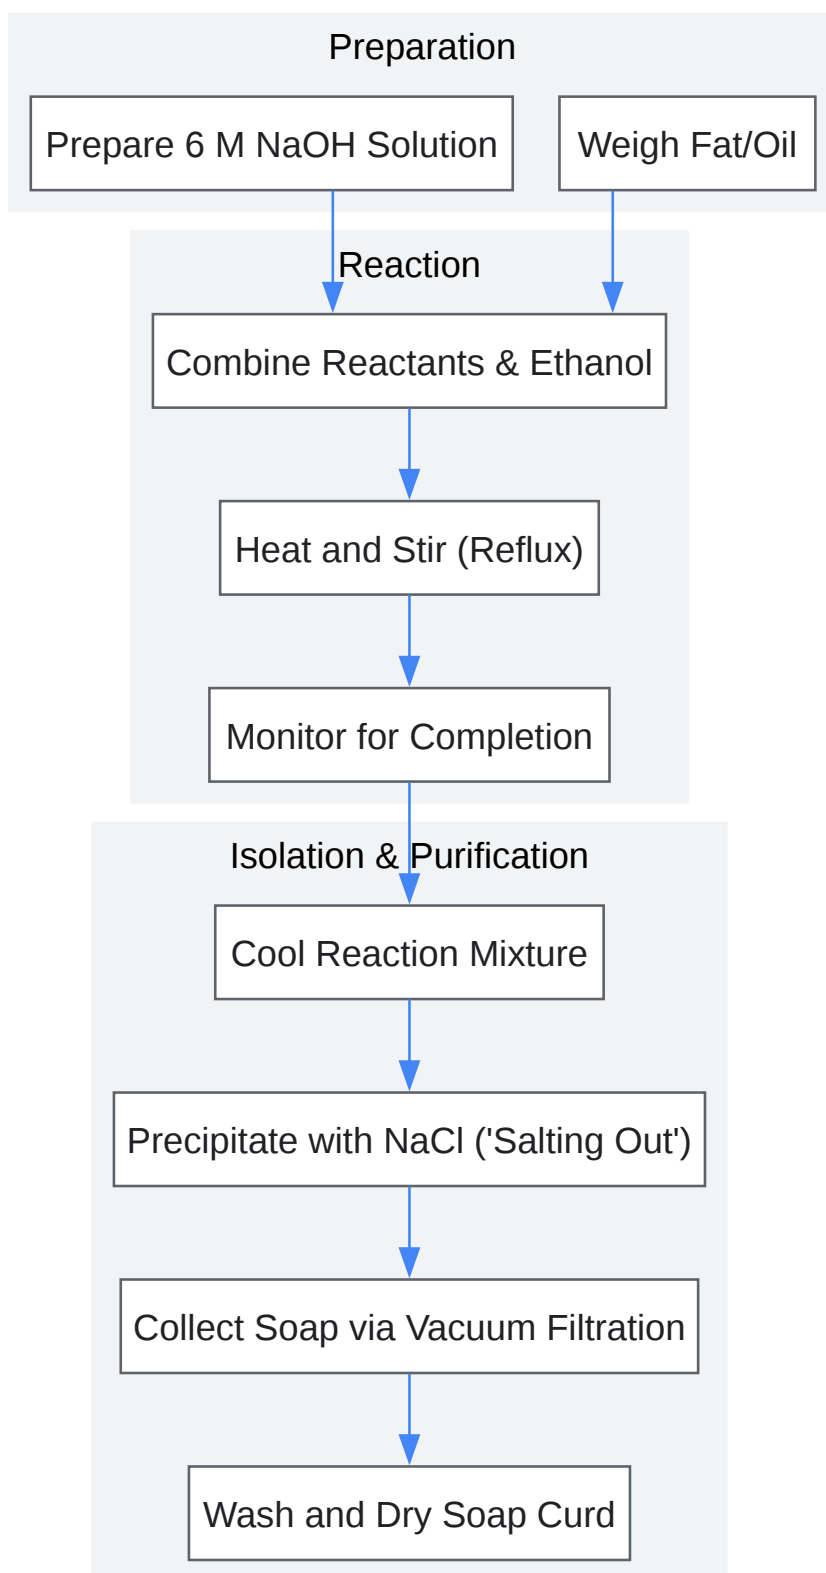 Preparation
Prepare 6 M NaOH Solution
Weigh Fat/Oil
Reaction
Combine Reactants & Ethanol
Heat and Stir (Reflux)
Monitor for Completion
Isolation & Purification
Cool Reaction Mixture
Precipitate with NaCl ('Salting Out')
Collect Soap via Vacuum Filtration
Wash and Dry Soap Curd